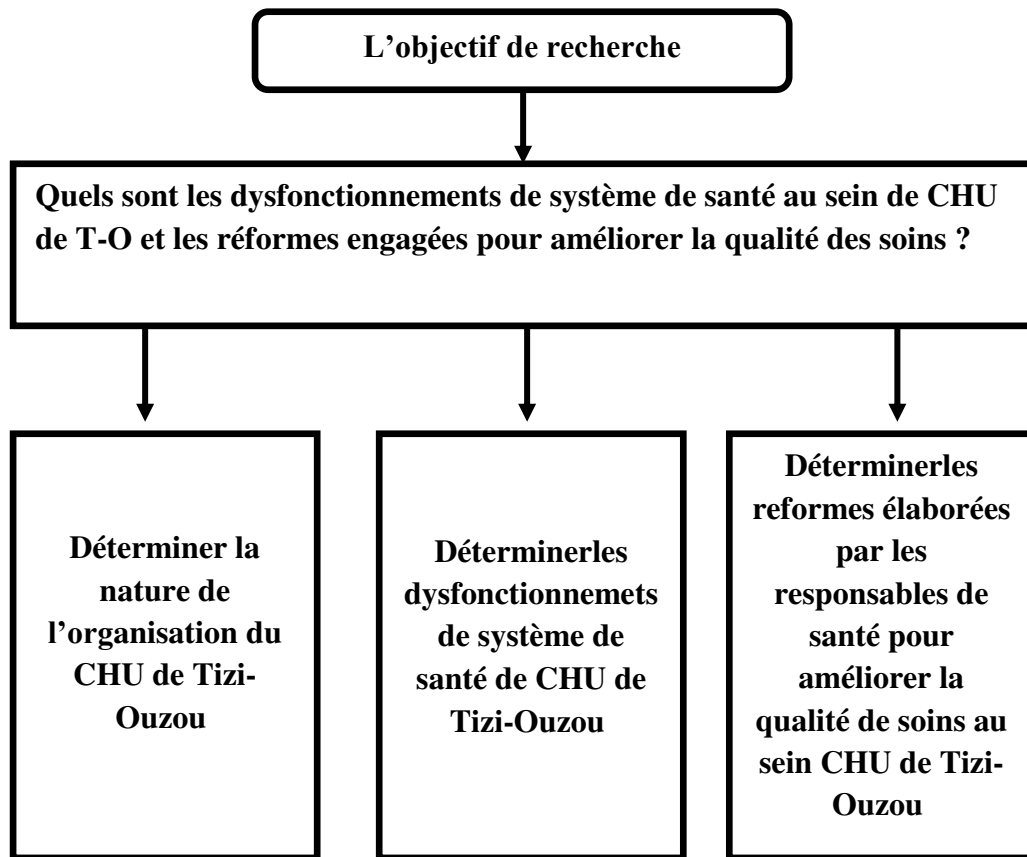 L’objectif de recherche
Quels sont les dysfonctionnements de système de santé au sein de CHU
de T-O et les réformes engagées pour améliorer la qualité des soins ?
Déterminer la
nature de
l’organisation du
CHU de Tizi-
Ouzou
Déterminerles
dysfonctionnemets
de système de
santé de CHU de
Tizi-Ouzou
Déterminerles
reformes élaborées
par les
responsables de
santé pour
améliorer la
qualité de soins au
sein CHU de Tizi-
Ouzou